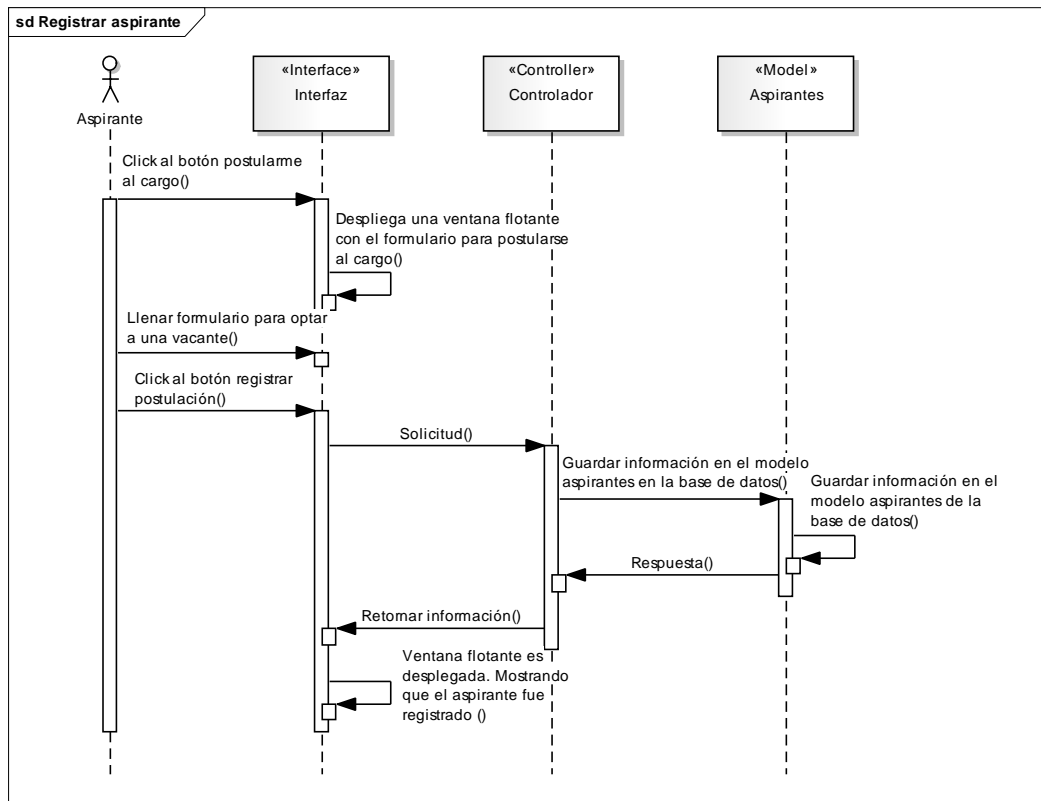 sd Registrar aspirante
«Interface»
Interfaz
«Controller»
Controlador
«Model»
Aspirantes
Aspirante
Click al botón postularme
al cargo()
Despliega una ventana flotante
con el formulario para postularse
al cargo()
Llenar formulario para optar
a una vacante()
Click al botón registrar
postulación()
Solicitud()
Guardar información en el modelo
aspirantes en la base de datos()
Guardar información en el
modelo aspirantes de la
base de datos()
Respuesta()
Retornar información()
Ventana flotante es
desplegada. Mostrando
que el aspirante fue
registrado ()